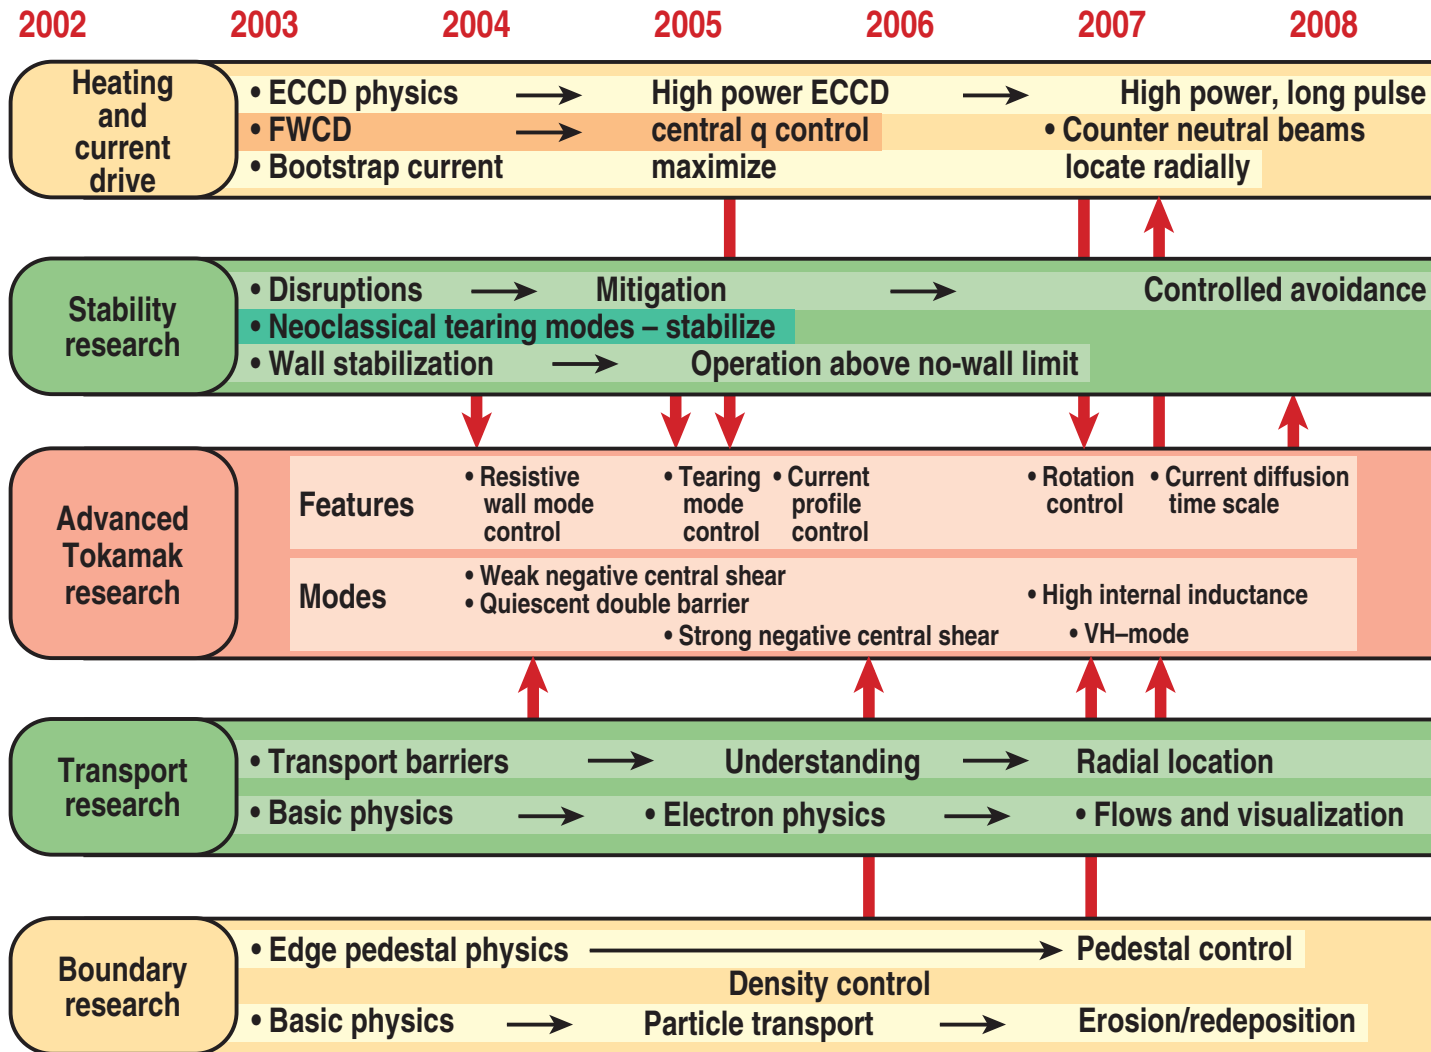 2002 2003 2004 2005 2006 2007 2008
Heating
and
current
drive
• ECCD physics → High power ECCD → High power, long pulse
• FWCD → central q control • Counter neutral beams
• Bootstrap current maximize locate radially
Stability
research
• Disruptions → Mitigation → Controlled avoidance
• Neoclassical tearing modes – stabilize
• Wall stabilization → Operation above no-wall limit
Advanced
Tokamak
research
Features
• Resistive
wall mode
control
• Tearing
mode
control
• Current
profile
control
• Rotation
control
• Current diffusion
time scale
Modes
• Weak negative central shear
• Quiescent double barrier
• Strong negative central shear
• High internal inductance
• VH–mode
Transport
research
• Transport barriers → Understanding → Radial location
• Basic physics → • Electron physics → • Flows and visualization
Boundary
research
• Edge pedestal physics → Pedestal control
Density control
• Basic physics → Particle transport → Erosion/redeposition